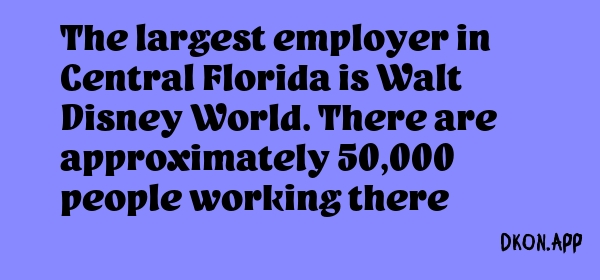 The largest employer in
Central Florida is Walt
Disney World. There are
approximately 50,000
people working there
DKON.APP